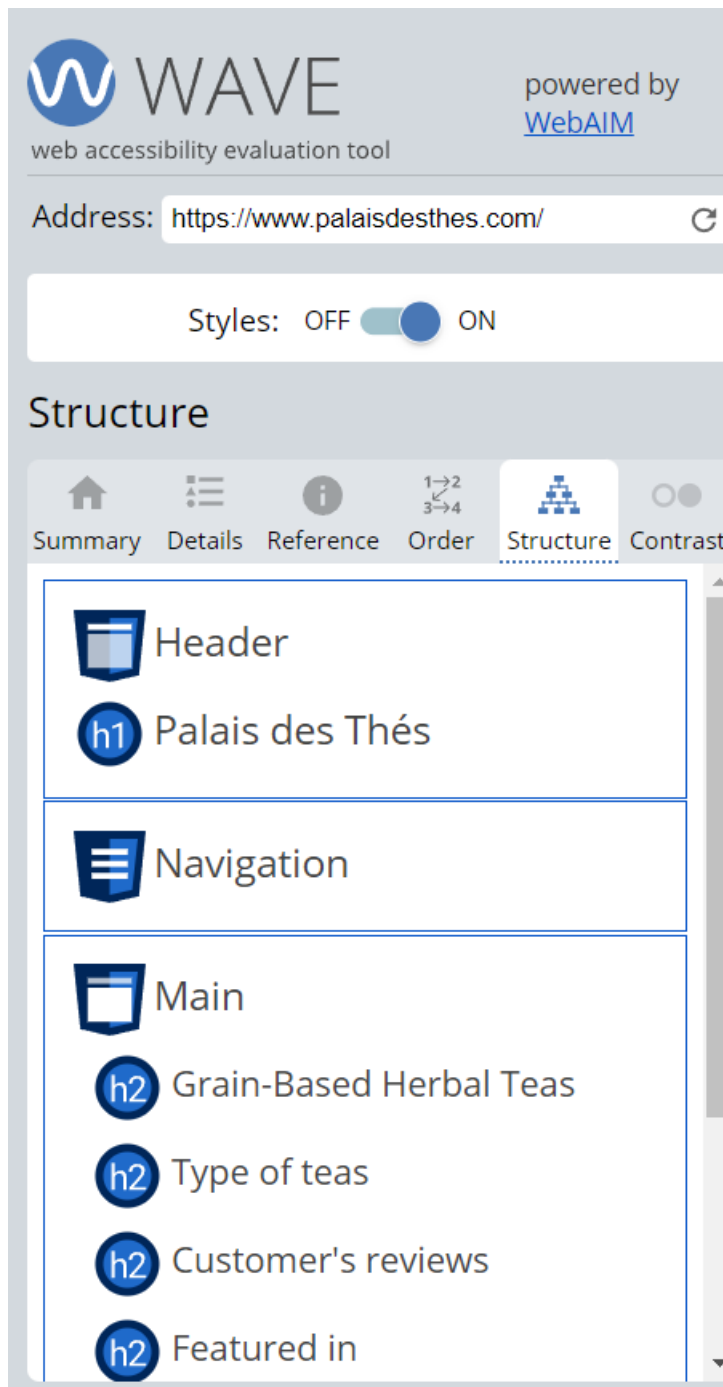 WAVE
powered by
WebAIM
web accessibility evaluation tool
Address: https://www.palaisdesthes.com/
Styles: OFF ON
Structure
1→2
3→4
Summary Details Reference Order Structure Contrast
Header
h1 Palais des Thés
Navigation
Main
h2 Grain-Based Herbal Teas
h2 Type of teas
h2 Customer's reviews
h2 Featured in